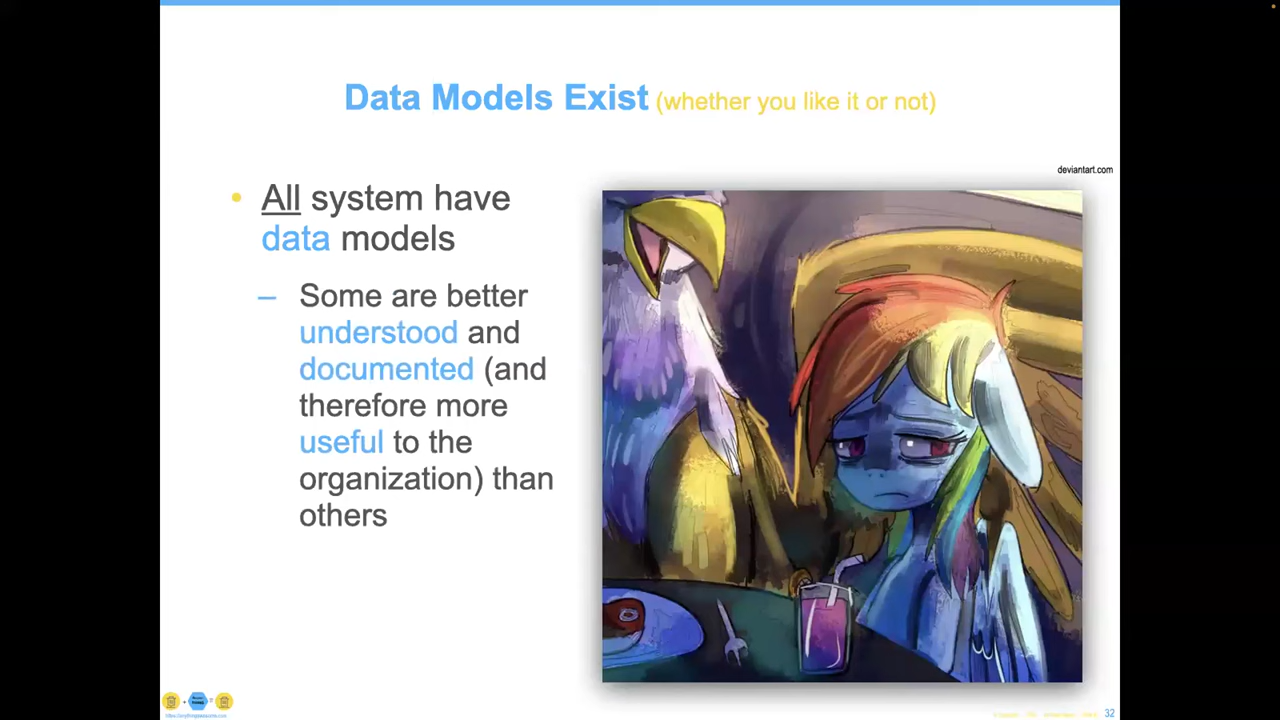 Data Models Exist (whether you like it or not)
deviantart.com
• All system have
data models
– Some are better
understood and
documented (and
therefore more
useful to the
organization) than
others
32